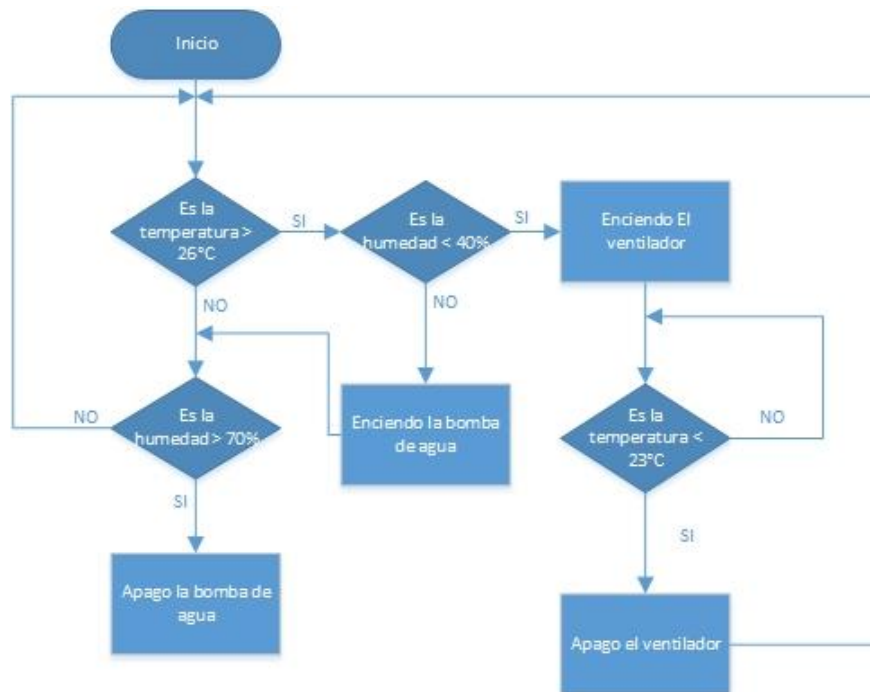 Inicio
Es la
temperatura >
26°C
SI
Es la
humedad < 40%
SI
Enciendo El
ventilador
NO
NO
Es la
humedad > 70%
NO
Enciendo la bomba
de agua
Es la
temperatura <
23°C
NO
SI
SI
Apago la bomba de
agua
Apago el ventilador